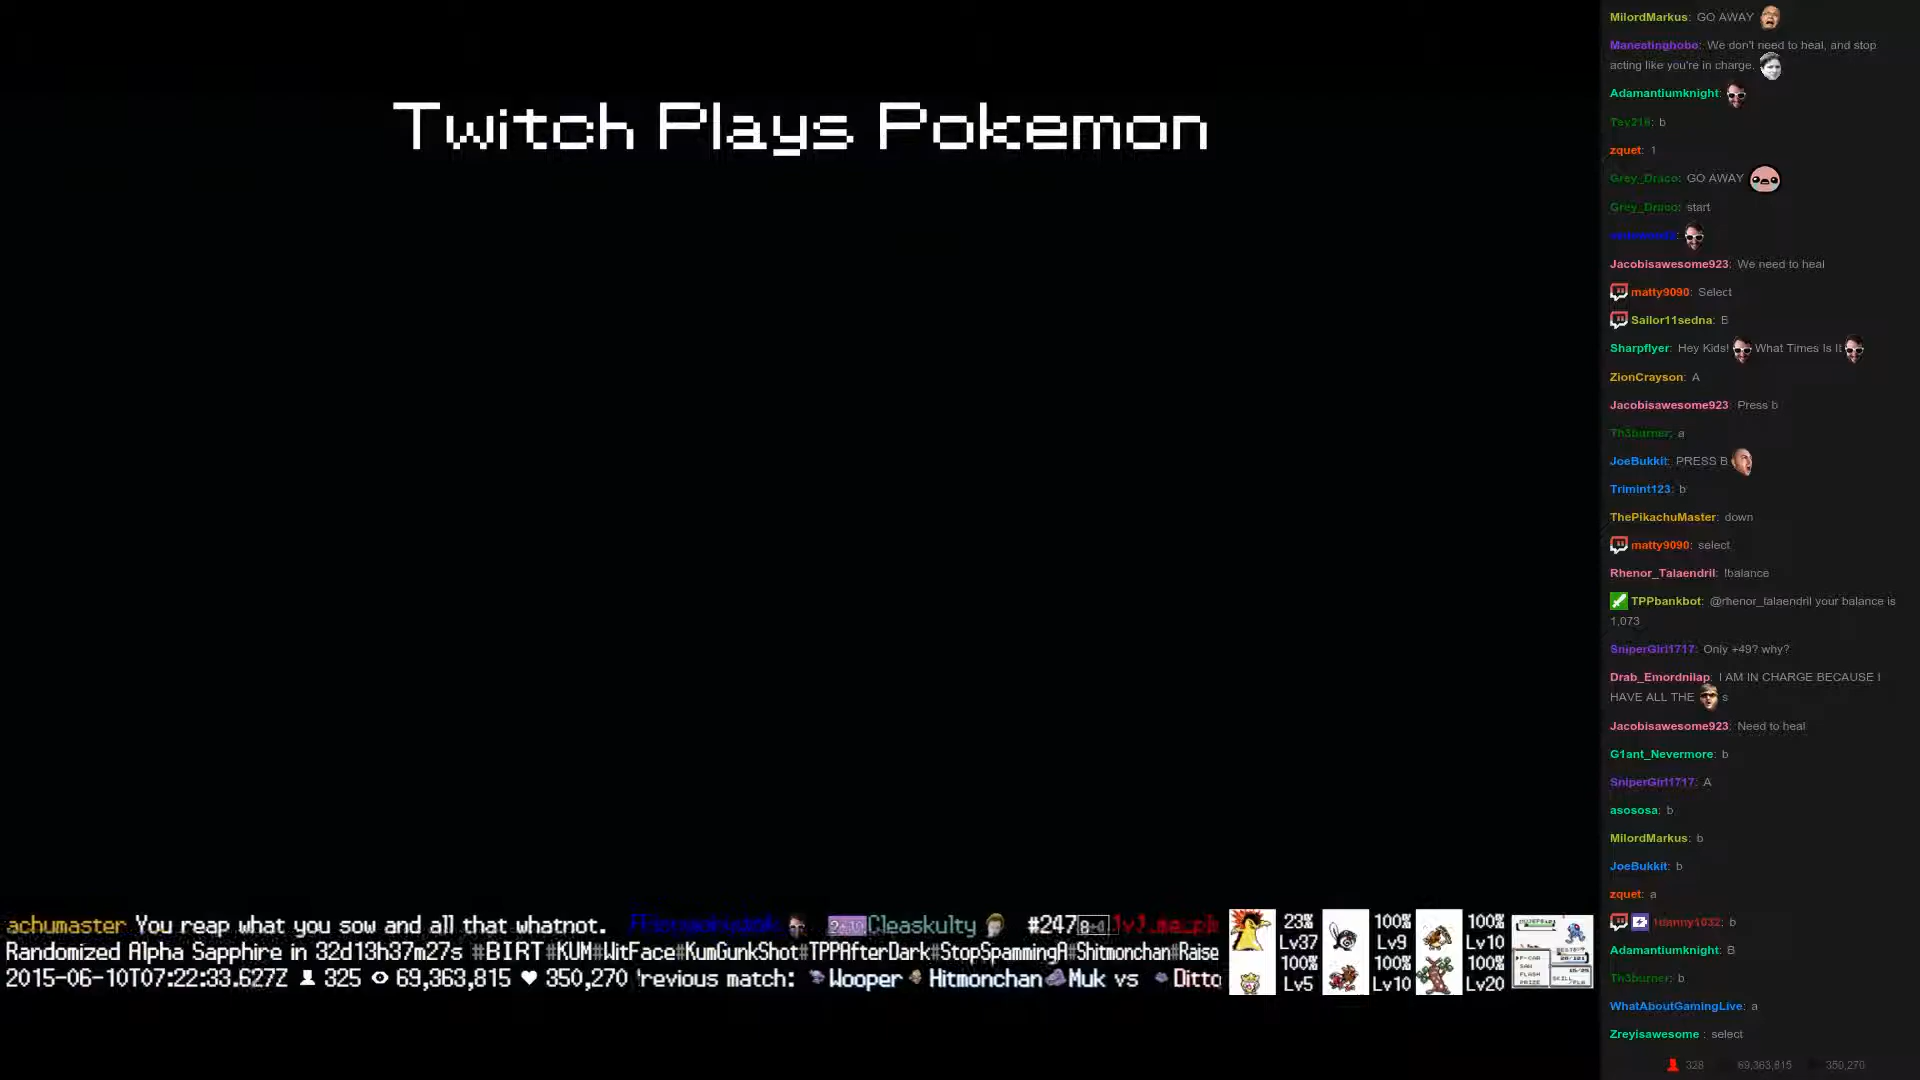 Twitch Plays Pokemon
MilordMarkus: GO AWAY
Maneatinghobo: We don't need to heal, and stop
acting like you're in charge.
Adamantiumknight:
Tsy216: b
zquet: 1
Grey_Draco: GO AWAY
Grey_Draco: start
Jacobisawesome923: We need to heal
matty9090: Select
Sailor11sedna: B
Sharpflyer: Hey Kids! What Times Is It
ZionCrayson: A
Jacobisawesome923: Press b
Th3burner: a
JoeBukkit: PRESS B
Trimint123: b
ThePikachuMaster: down
matty9090: select
Rhenor_Talaendril: !balance
TPPbankbot: @rhenor_talaendril your balance is
1,073
SniperGirl1717: Only +49? why?
Drab_Emordnilap: I AM IN CHARGE BECAUSE I
HAVE ALL THE s
Jacobisawesome923: Need to heal
G1ant_Nevermore: b
SniperGirl1717: A
asososa: b
MilordMarkus: b
JoeBukkit: b
zquet: a
1danny1032: b
Adamantiumknight: B
Th3burner: b
WhatAboutGamingLive: a
Zreyisawesome : select
328 69,363,815 350,270
achumaster You reap what you sow and all that whatnot. Cleaskulty #247
Randomized Alpha Sapphire in 32d13h37m27s #BIRT#KUM#WitFace#KumGunkShot#TPPAfterDark#StopSpammingA#Shitmonchan#Raise
2015-06-10T07:22:33.627Z 325 69,363,815 350,270 revious match: Wooper Hitmonchan Muk vs Ditto
23% 100% 100%
Lv37 Lv9 Lv10
100% 100% 100%
Lv5 Lv10 Lv20